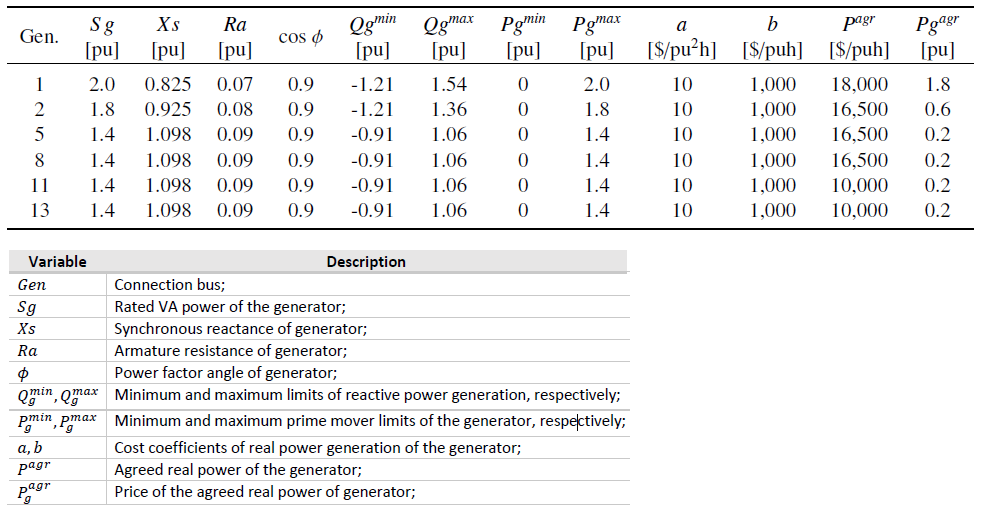 Gen. Sg [pu] Xs [pu] Ra [pu] cos ϕ Qg^min [pu] Qg^max [pu] Pg^min [pu] Pg^max [pu] a [$/pu²h] b [$/puh] p^agr [$/puh] Pg^agr [pu]
1 2.0 0.825 0.07 0.9 -1.21 1.54 0 2.0 10 1,000 18,000 1.8
2 1.8 0.925 0.08 0.9 -1.21 1.36 0 1.8 10 1,000 16,500 0.6
5 1.4 1.098 0.09 0.9 -0.91 1.06 0 1.4 10 1,000 16,500 0.2
8 1.4 1.098 0.09 0.9 -0.91 1.06 0 1.4 10 1,000 16,500 0.2
11 1.4 1.098 0.09 0.9 -0.91 1.06 0 1.4 10 1,000 10,000 0.2
13 1.4 1.098 0.09 0.9 -0.91 1.06 0 1.4 10 1,000 10,000 0.2
Variable Description
Gen Connection bus;
Sg Rated VA power of the generator;
Xs Synchronous reactance of generator;
Ra Armature resistance of generator;
ϕ Power factor angle of generator;
Q_g^min, Q_g^max Minimum and maximum limits of reactive power generation, respectively;
P_g^min, P_g^max Minimum and maximum prime mover limits of the generator, respectively;
a, b Cost coefficients of real power generation of the generator;
P^agr Agreed real power of the generator;
P_g^agr Price of the agreed real power of generator;